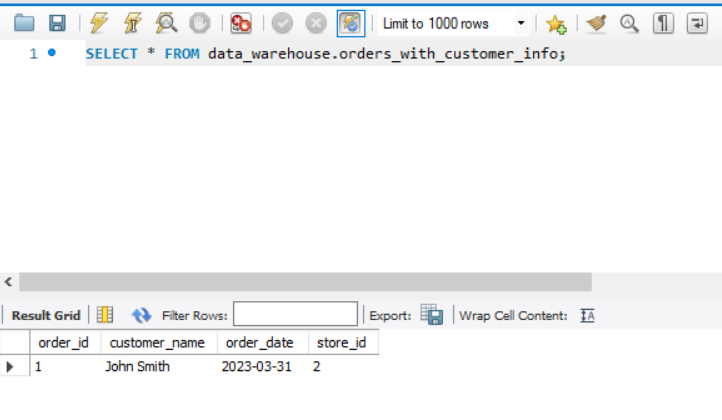 Limit to 1000 rows
1 SELECT * FROM data_warehouse.orders_with_customer_info;
Result Grid Filter Rows: Export: Wrap Cell Content: IA
order_id customer_name order_date store_id
1 John Smith 2023-03-31 2